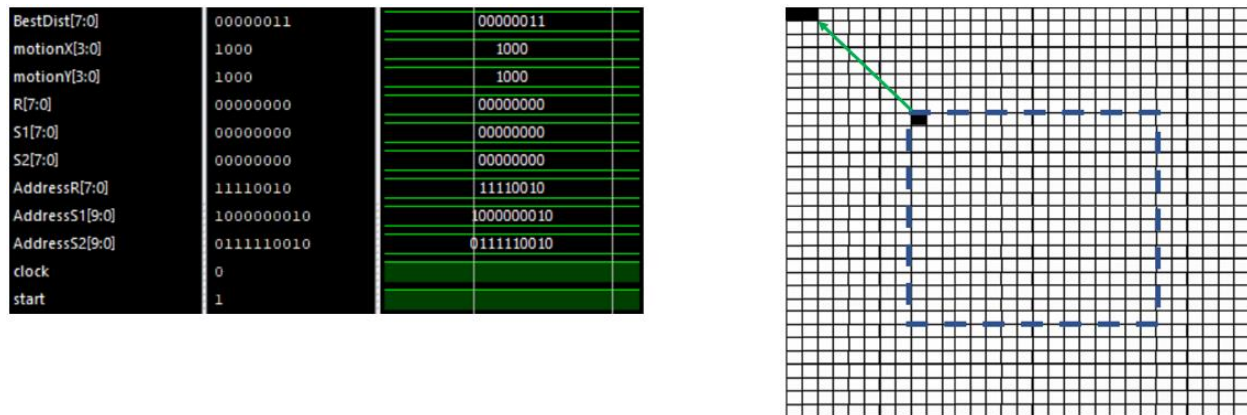 BestDist[7:0] 00000011 00000011
motionX[3:0] 1000 1000
motionY[3:0] 1000 1000
R[7:0] 00000000 00000000
S1[7:0] 00000000 00000000
S2[7:0] 00000000 00000000
AddressR[7:0] 11110010 11110010
AddressS1[9:0] 1000000010 1000000010
AddressS2[9:0] 0111110010 0111110010
clock 0
start 1